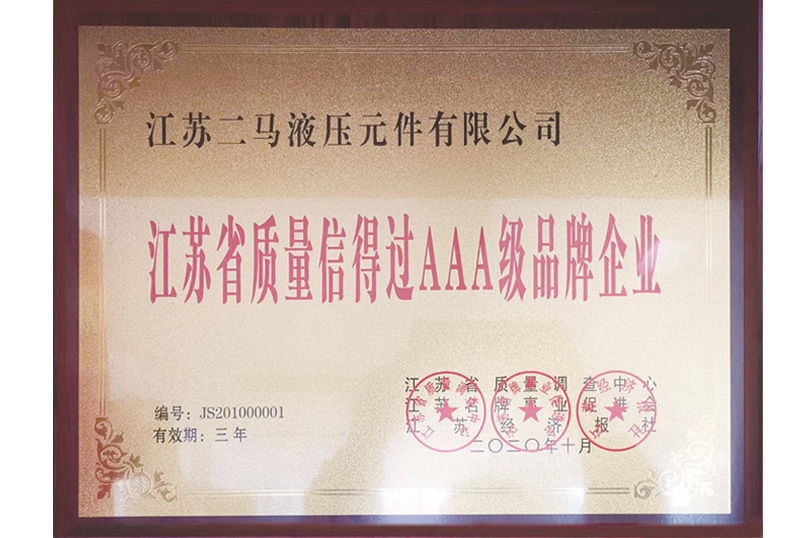 江苏二马液压元件有限公司
江苏省质量信得过AAA级品牌企业
江苏省质量调查中心
江苏名牌事业促进会
江苏经济报社
编号：JS201000001
有效期：三年
二〇二〇年十月